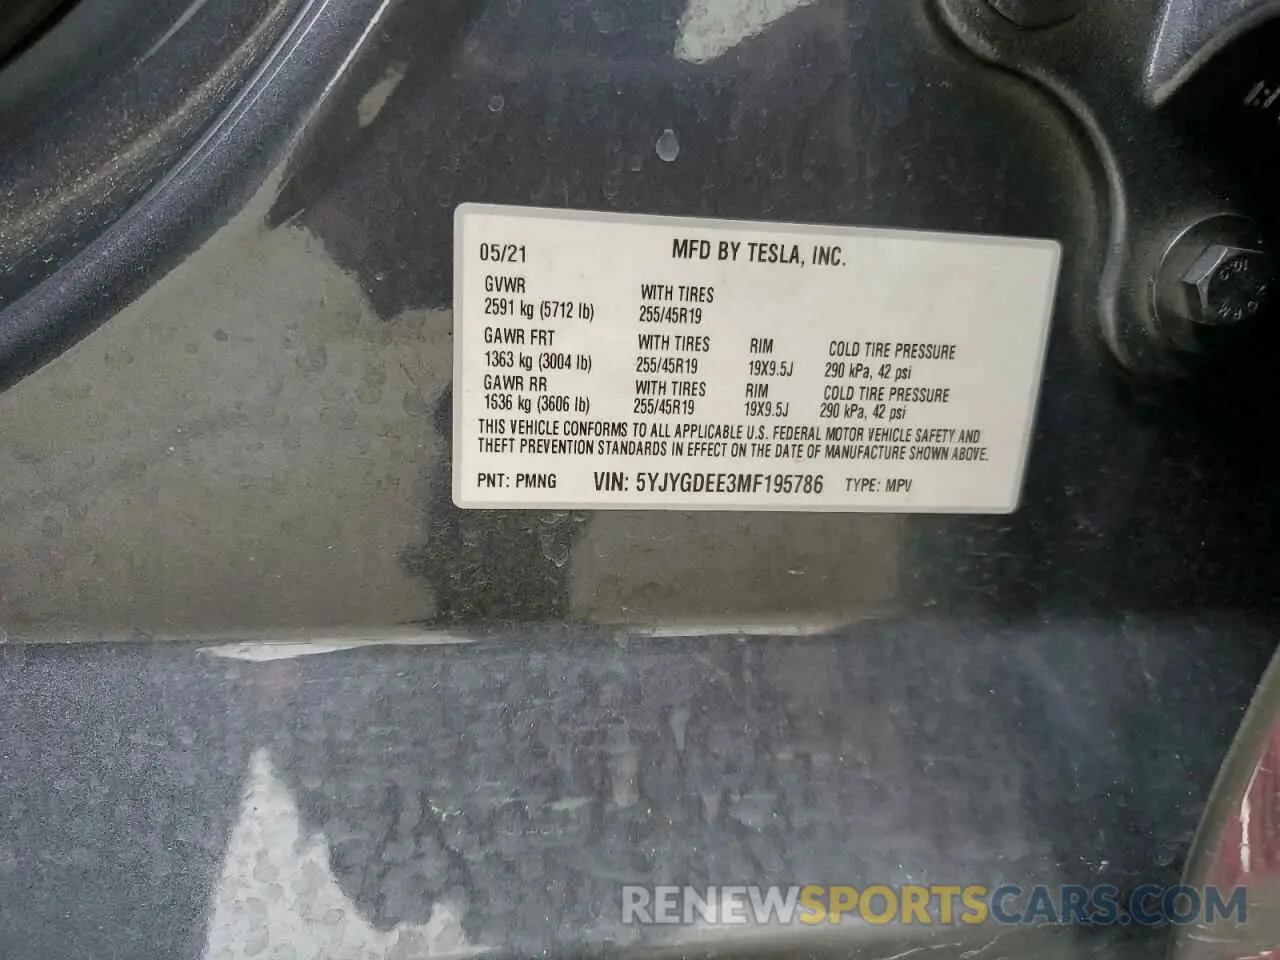 05/21 MFD BY TESLA, INC.
GVWR
2591 kg (5712 lb)
WITH TIRES
255/45R19
GAWR FRT WITH TIRES RIM COLD TIRE PRESSURE
1363 kg (3004 lb) 255/45R19 19X9.5J 290 kPa, 42 psi
GAWR RR WITH TIRES RIM COLD TIRE PRESSURE
1636 kg (3606 lb) 255/45R19 19X9.5J 290 kPa, 42 psi
THIS VEHICLE CONFORMS TO ALL APPLICABLE U.S. FEDERAL MOTOR VEHICLE SAFETY AND
THEFT PREVENTION STANDARDS IN EFFECT ON THE DATE OF MANUFACTURE SHOWN ABOVE.
PNT: PMNG VIN: 5YJYGDEE3MF195786 TYPE: MPV
RENEWSPORTSCARS.COM